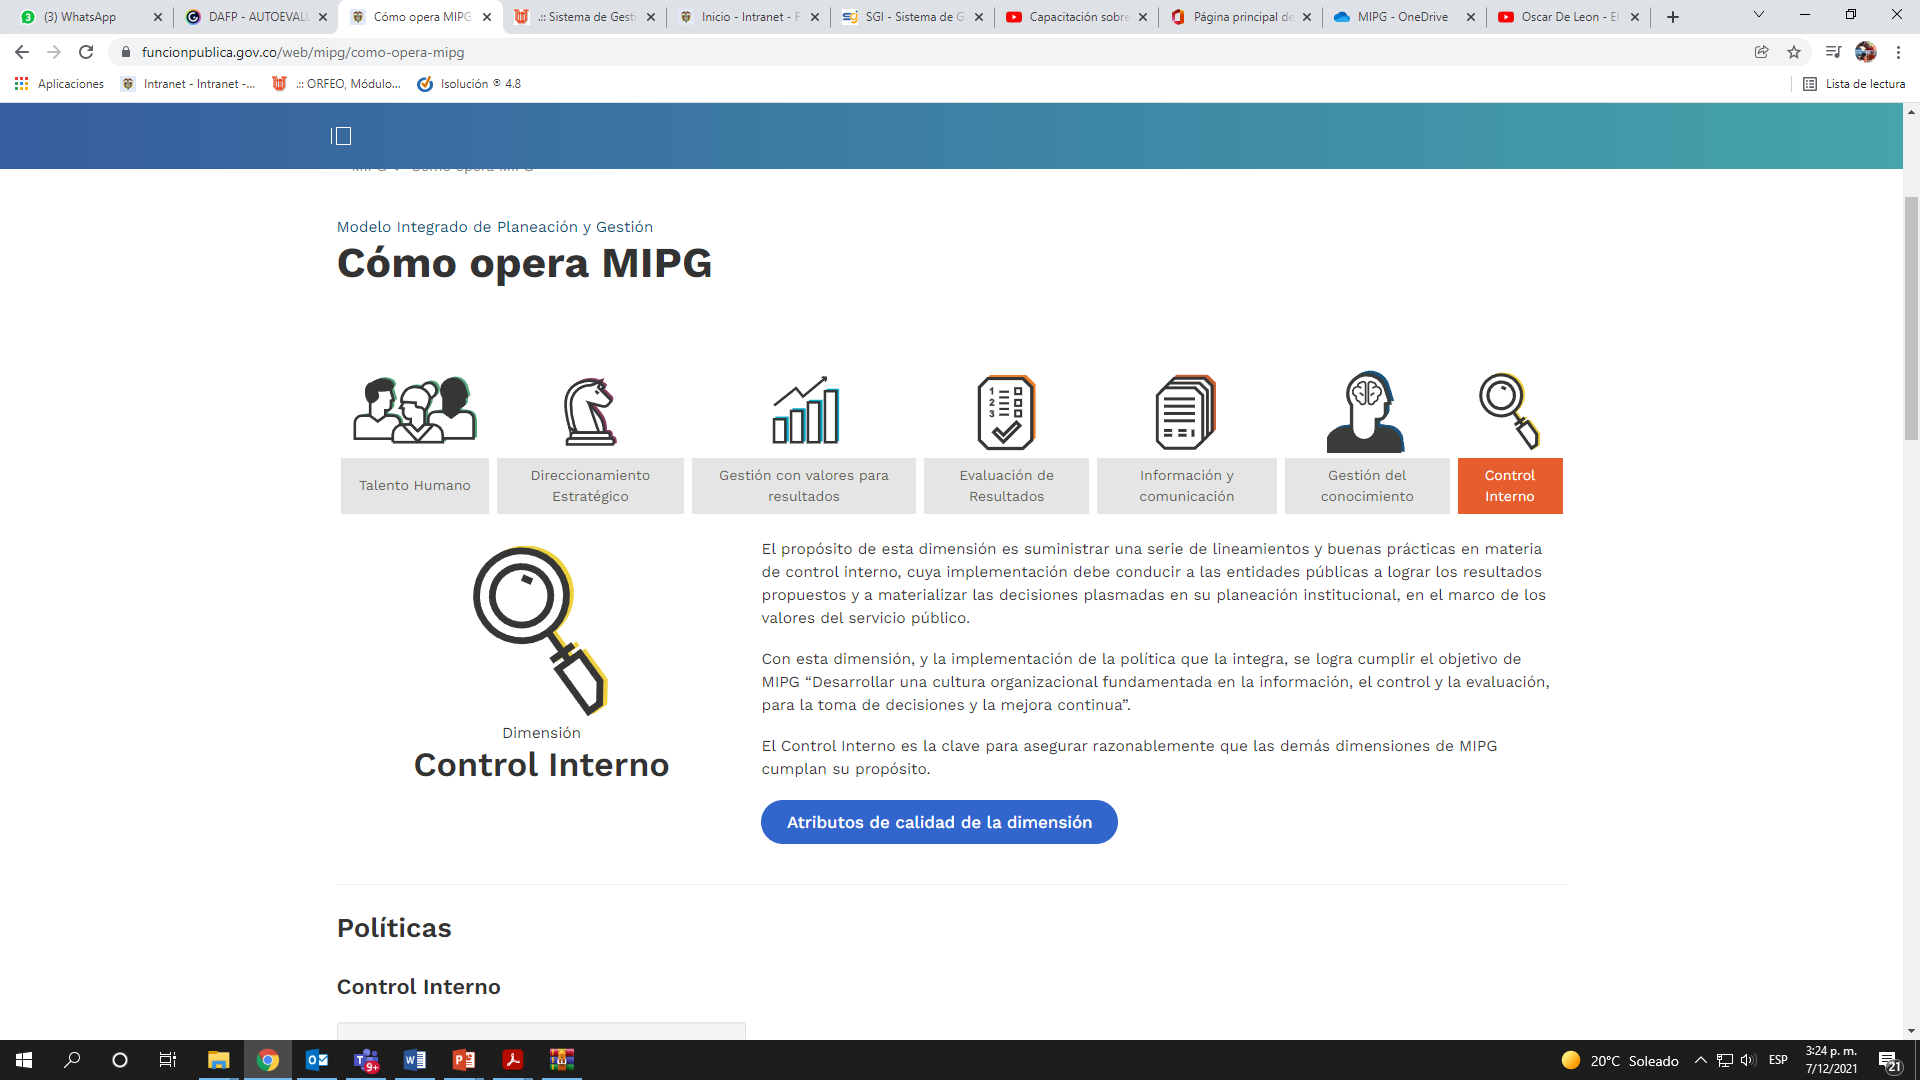 (3) WhatsApp
DAFP - AUTOEVAL
Cómo opera MIPG
.:: Sistema de Gesti
Inicio - Intranet - F
SGI - Sistema de G
Capacitación sobre
Página principal de
MIPG - OneDrive
Oscar De Leon - El
funcionpublica.gov.co/web/mipg/como-opera-mipg
Aplicaciones
Intranet - Intranet -...
.:: ORFEO, Módulo...
Isolución ® 4.8
Lista de lectura
Modelo Integrado de Planeación y Gestión
Cómo opera MIPG
1
2
3
Talento Humano
Direccionamiento
Estratégico
Gestión con valores para
resultados
Evaluación de
Resultados
Información y
comunicación
Gestión del
conocimiento
Control
Interno
Dimensión
Control Interno
El propósito de esta dimensión es suministrar una serie de lineamientos y buenas prácticas en materia
de control interno, cuya implementación debe conducir a las entidades públicas a lograr los resultados
propuestos y a materializar las decisiones plasmadas en su planeación institucional, en el marco de los
valores del servicio público.
Con esta dimensión, y la implementación de la política que la integra, se logra cumplir el objetivo de
MIPG “Desarrollar una cultura organizacional fundamentada en la información, el control y la evaluación,
para la toma de decisiones y la mejora continua”.
El Control Interno es la clave para asegurar razonablemente que las demás dimensiones de MIPG
cumplan su propósito.
Atributos de calidad de la dimensión
Políticas
Control Interno
9+
20°C Soleado
ESP
3:24 p. m.
7/12/2021
21